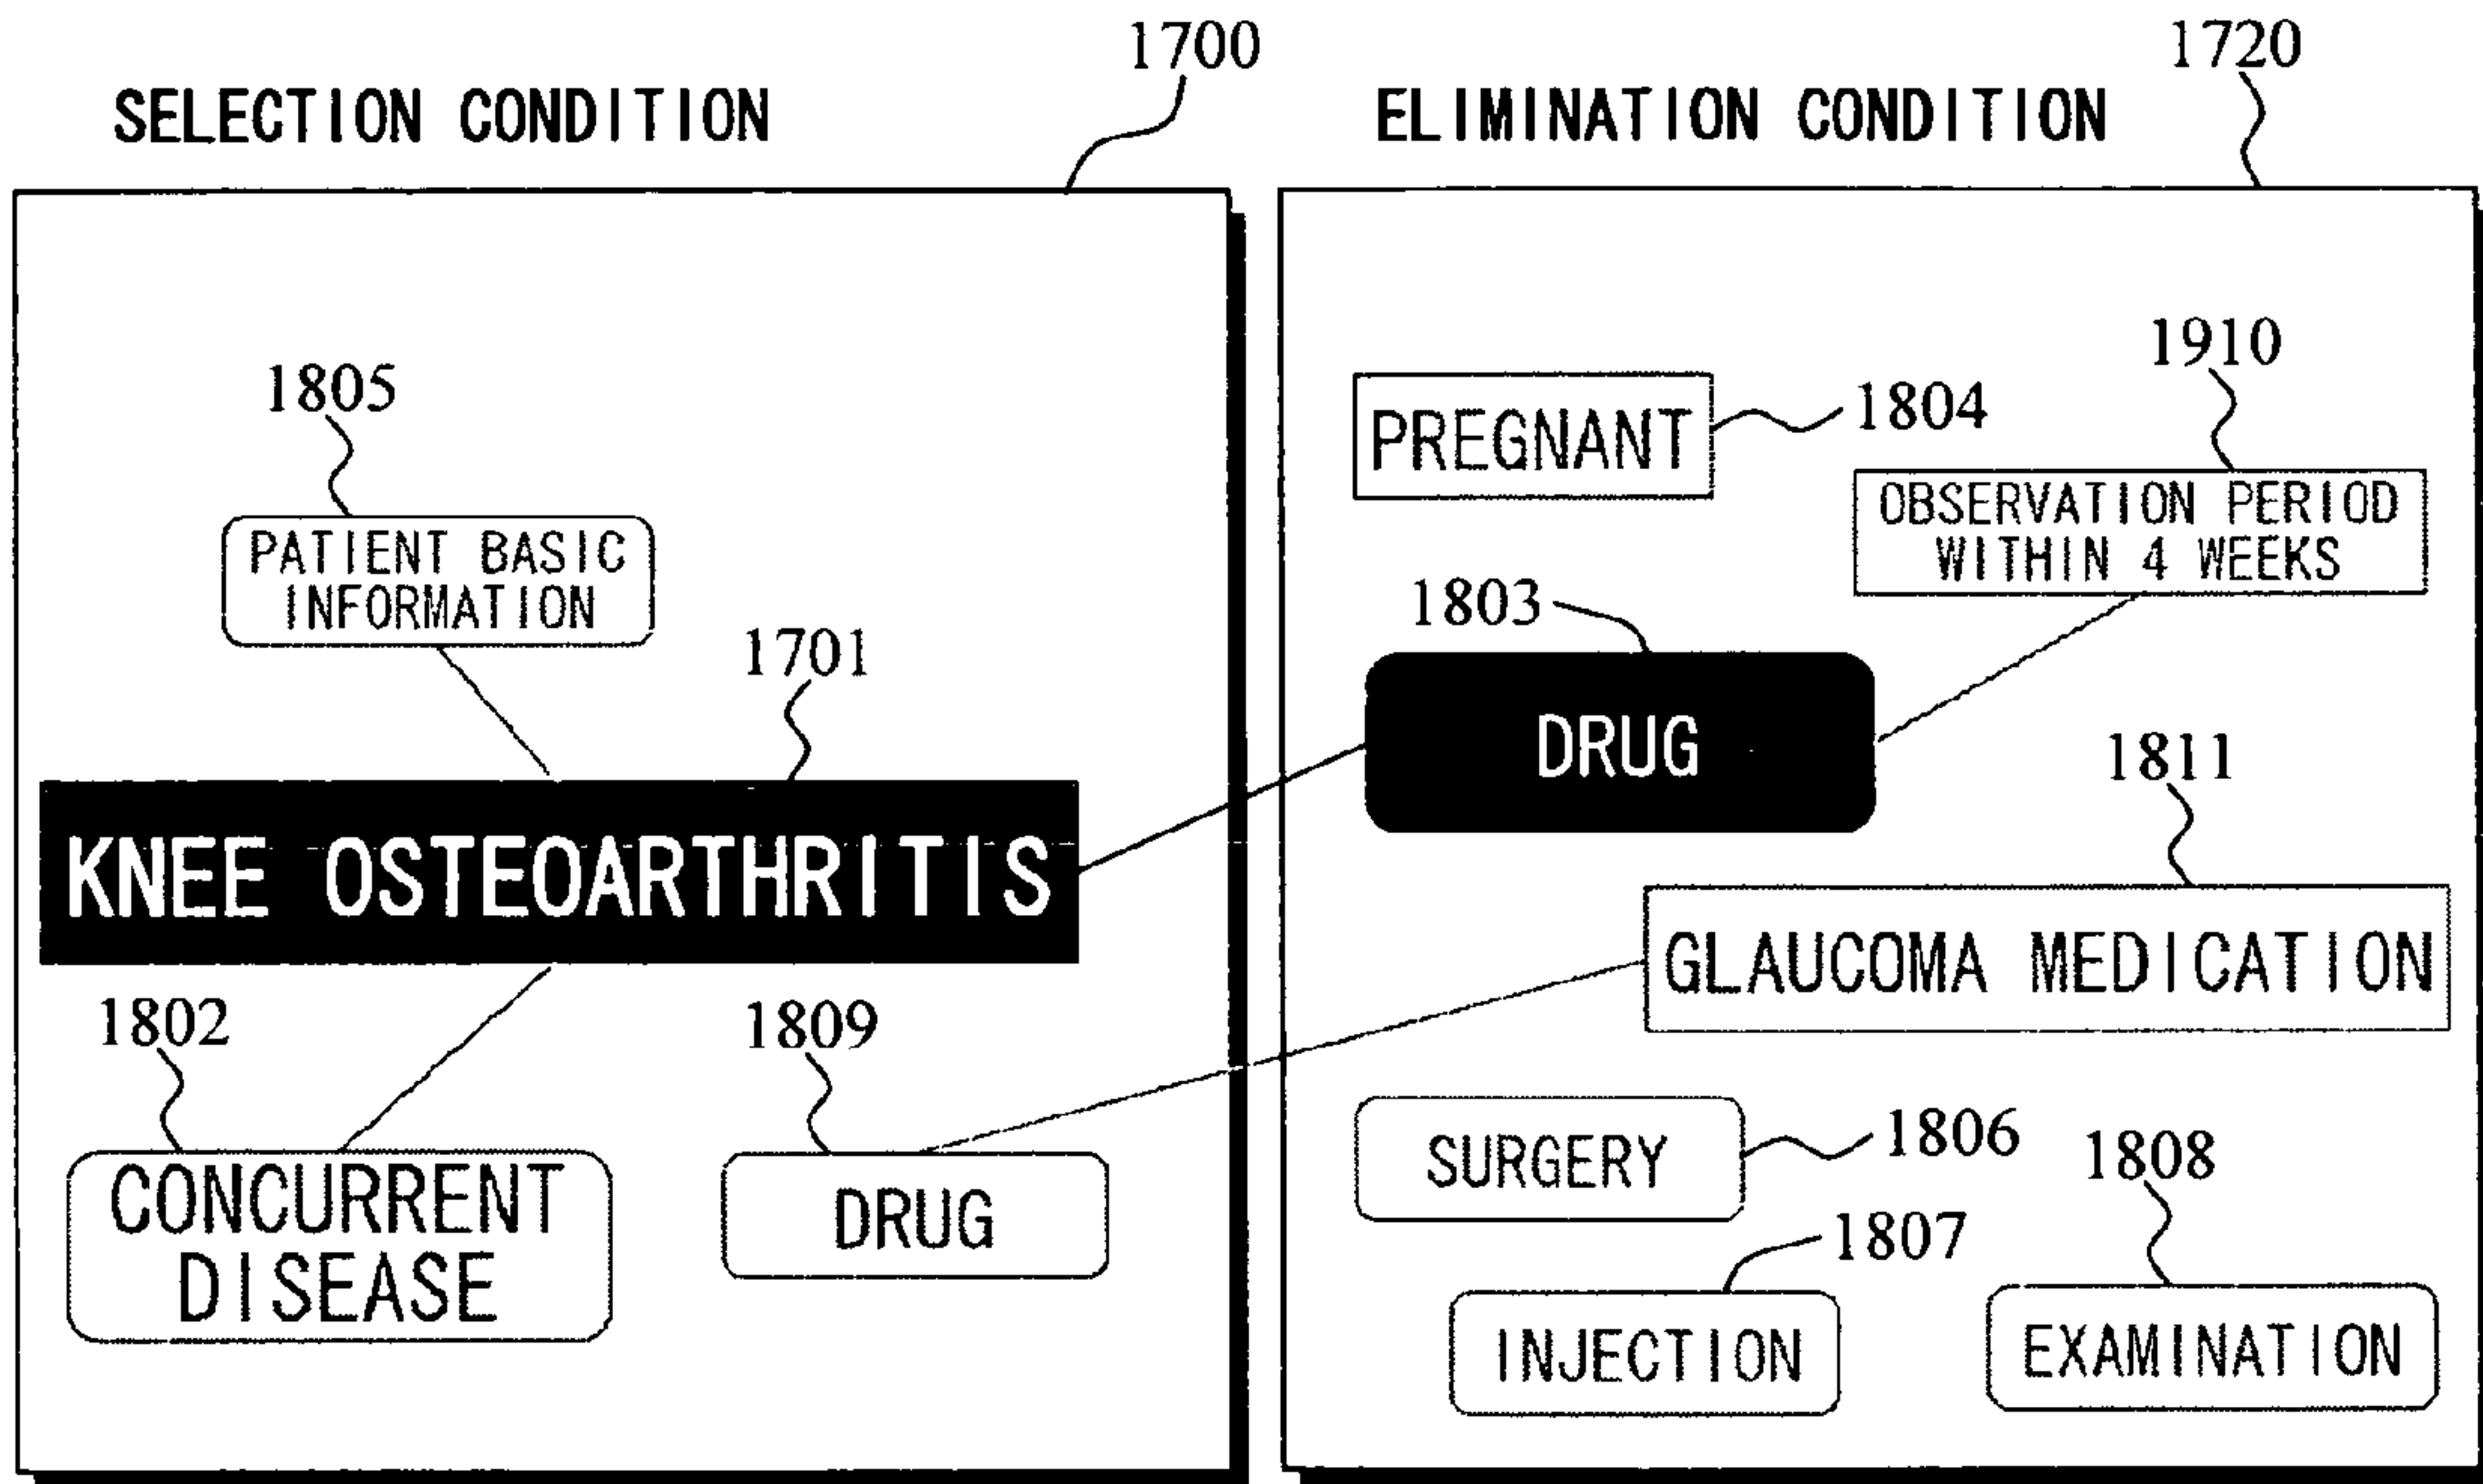 1700
SELECTION CONDITION
1805
PATIENT BASIC
INFORMATION
1701
KNEE OSTEOARTHRITIS
1802
CONCURRENT
DISEASE
1809
DRUG
1720
ELIMINATION CONDITION
1910
PREGNANT
1804
OBSERVATION PERIOD
WITHIN 4 WEEKS
1803
DRUG
1811
GLAUCOMA MEDICATION
SURGERY
1806
1808
1807
INJECTION
EXAMINATION